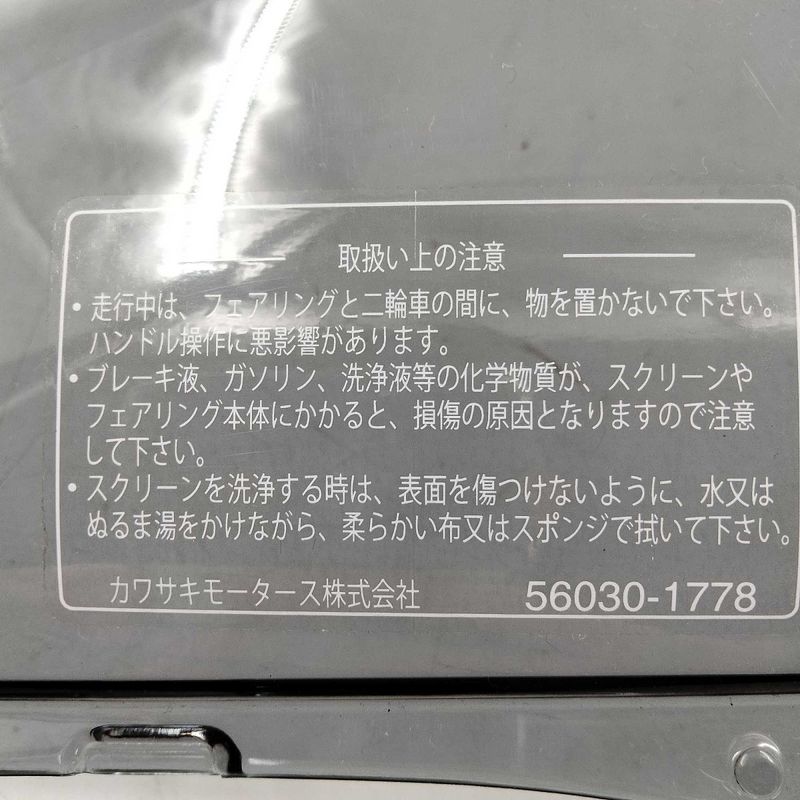 取扱い上の注意
・走行中は、フェアリングと二輪車の間に、物を置かないで下さい。
ハンドル操作に悪影響があります。
・ブレーキ液、ガソリン、洗浄液等の化学物質が、スクリーンや
フェアリング本体にかかると、損傷の原因となりますので注意
して下さい。
・スクリーンを洗浄する時は、表面を傷つけないように、水又は
ぬるま湯をかけながら、柔らかい布又はスポンジで拭いて下さい。
カワサキモータース株式会社 56030-1778